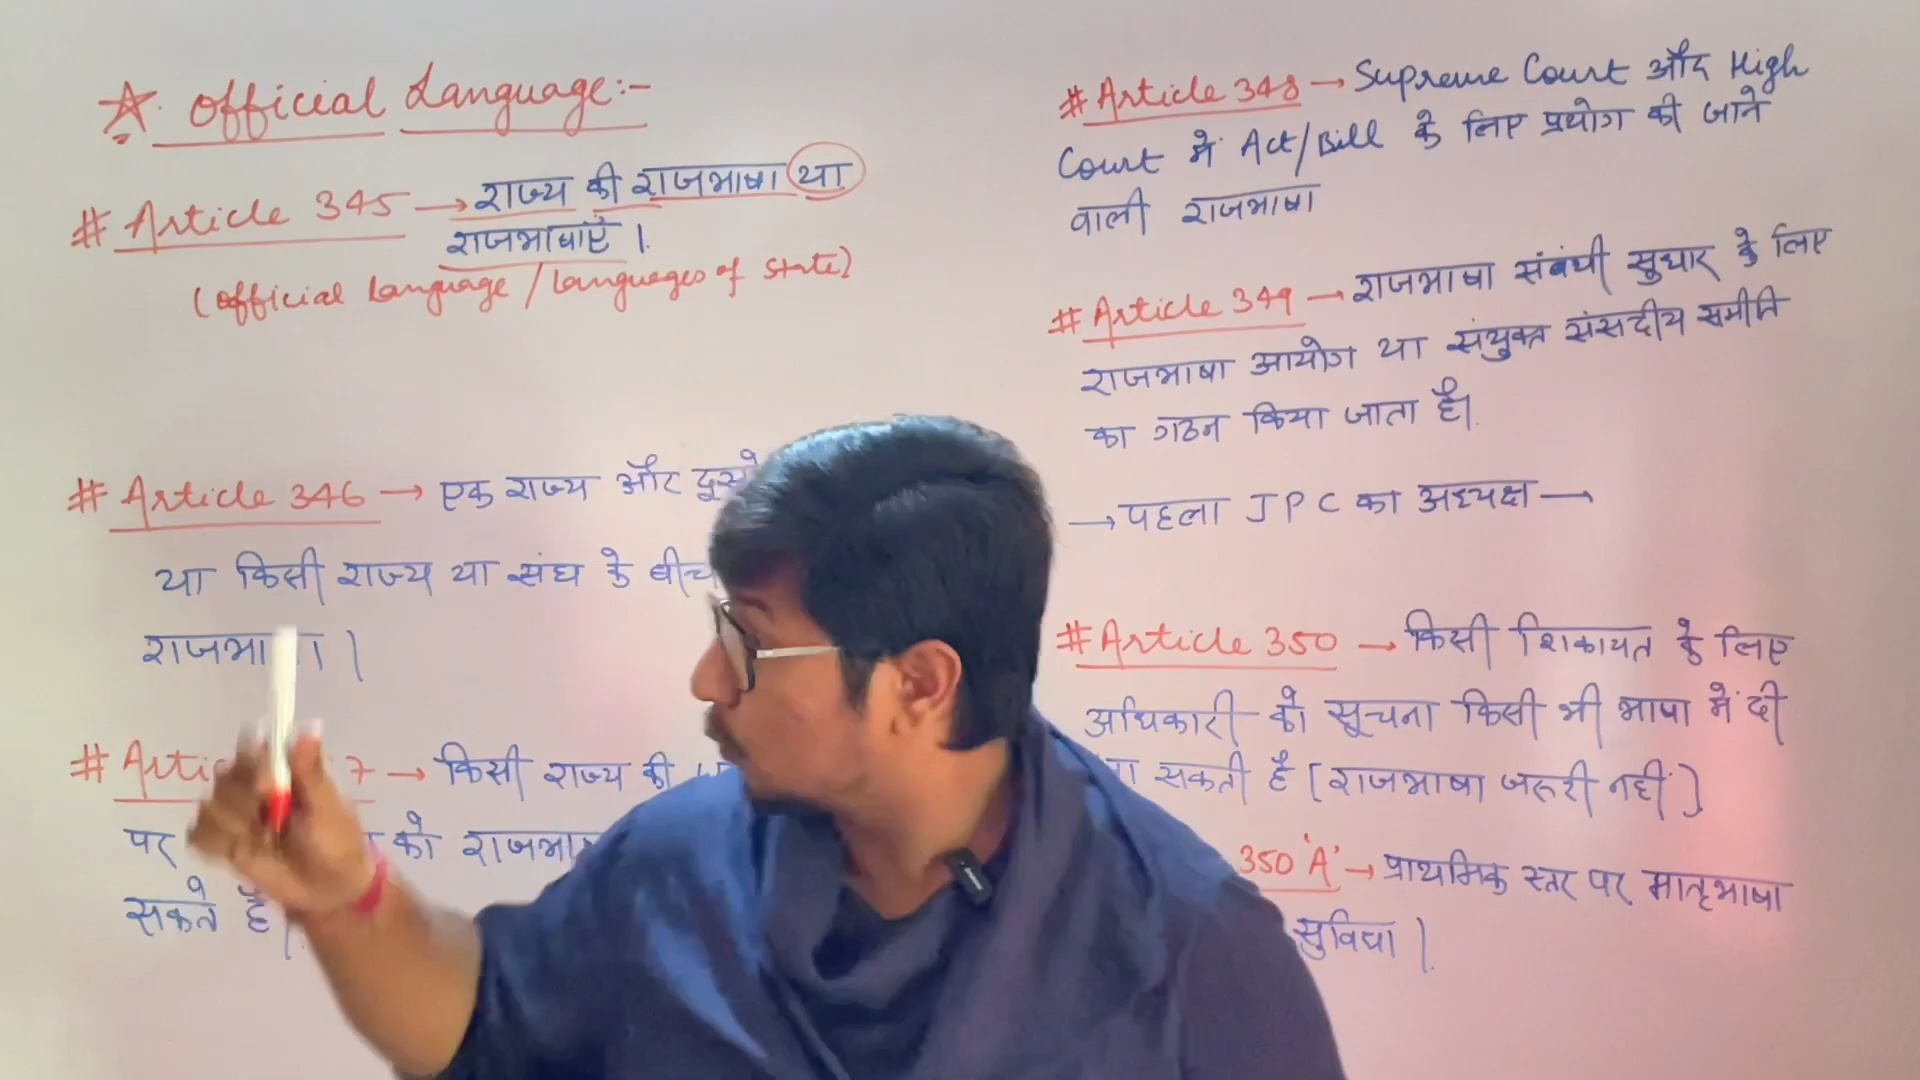 ☆. Official Language:-
# Article 345 → राज्य की राजभाषा या
राजभाषाएँ ।
(Official Language / Languages of State)
# Article 346 → एक राज्य और दूसरे
या किसी राज्य या संघ के बीच
राजभाषा ।
# 7 → किसी राज्य की
पर को
सकते है।
# Article 348 → Supreme Court और High
Court में Act/Bill के लिए प्रयोग की जाने
वाली राजभाषा
# Article 349 → राजभाषा संबंधी सुधार के लिए
राजभाषा आयोग या संयुक्त संसदीय समीति
का गठन किया जाता है।
→ पहला JPC का अध्यक्ष →
# Article 350 → किसी शिकायत के लिए
अधिकारी को सूचना किसी भी भाषा में दी
सकती है [राजभाषा जरूरी नहीं]
350 'A' → प्राथमिक स्तर पर मातृभाषा
सुविधा ।